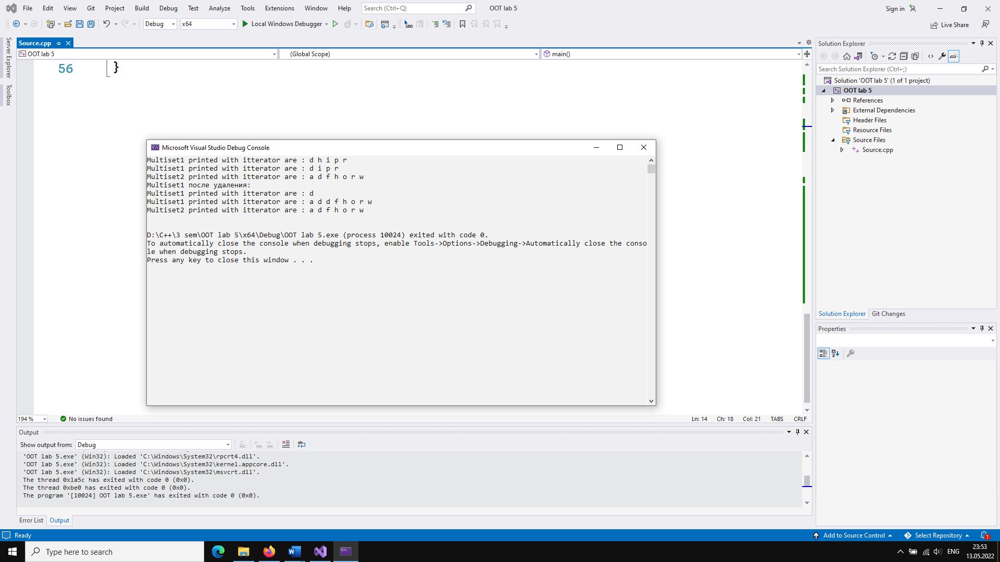 File Edit View Git Project Build Debug Test Analyze Tools Extensions Window Help Search (Ctrl+Q) OOT lab 5 Sign in
Debug x64 Local Windows Debugger Live Share
Server Explorer
Toolbox
Source.cpp
OOT lab 5 (Global Scope) main()
56 }
Microsoft Visual Studio Debug Console
Multiset1 printed with itterator are : d h i p r
Multiset1 printed with itterator are : d i p r
Multiset2 printed with itterator are : a d f h o r w
Multiset1 после удаления:
Multiset1 printed with itterator are : d
Multiset1 printed with itterator are : a d d f h o r w
Multiset2 printed with itterator are : a d f h o r w
D:\C++\3 sem\OOT lab 5\x64\Debug\OOT lab 5.exe (process 10024) exited with code 0.
To automatically close the console when debugging stops, enable Tools->Options->Debugging->Automatically close the conso
le when debugging stops.
Press any key to close this window . . .
194 % No issues found Ln: 14 Ch: 18 Col: 21 TABS CRLF
Output
Show output from: Debug
'OOT lab 5.exe' (Win32): Loaded 'C:\Windows\System32\rpcrt4.dll'.
'OOT lab 5.exe' (Win32): Loaded 'C:\Windows\System32\kernel.appcore.dll'.
'OOT lab 5.exe' (Win32): Loaded 'C:\Windows\System32\msvcrt.dll'.
The thread 0x1a5c has exited with code 0 (0x0).
The thread 0xbe0 has exited with code 0 (0x0).
The program '[10024] OOT lab 5.exe' has exited with code 0 (0x0).
Error List Output
Solution Explorer
Search Solution Explorer (Ctrl+;)
Solution 'OOT lab 5' (1 of 1 project)
OOT lab 5
References
External Dependencies
Header Files
Resource Files
Source Files
Source.cpp
Solution Explorer Git Changes
Properties
Ready Add to Source Control Select Repository 1
Type here to search ENG
23:53
13.05.2022